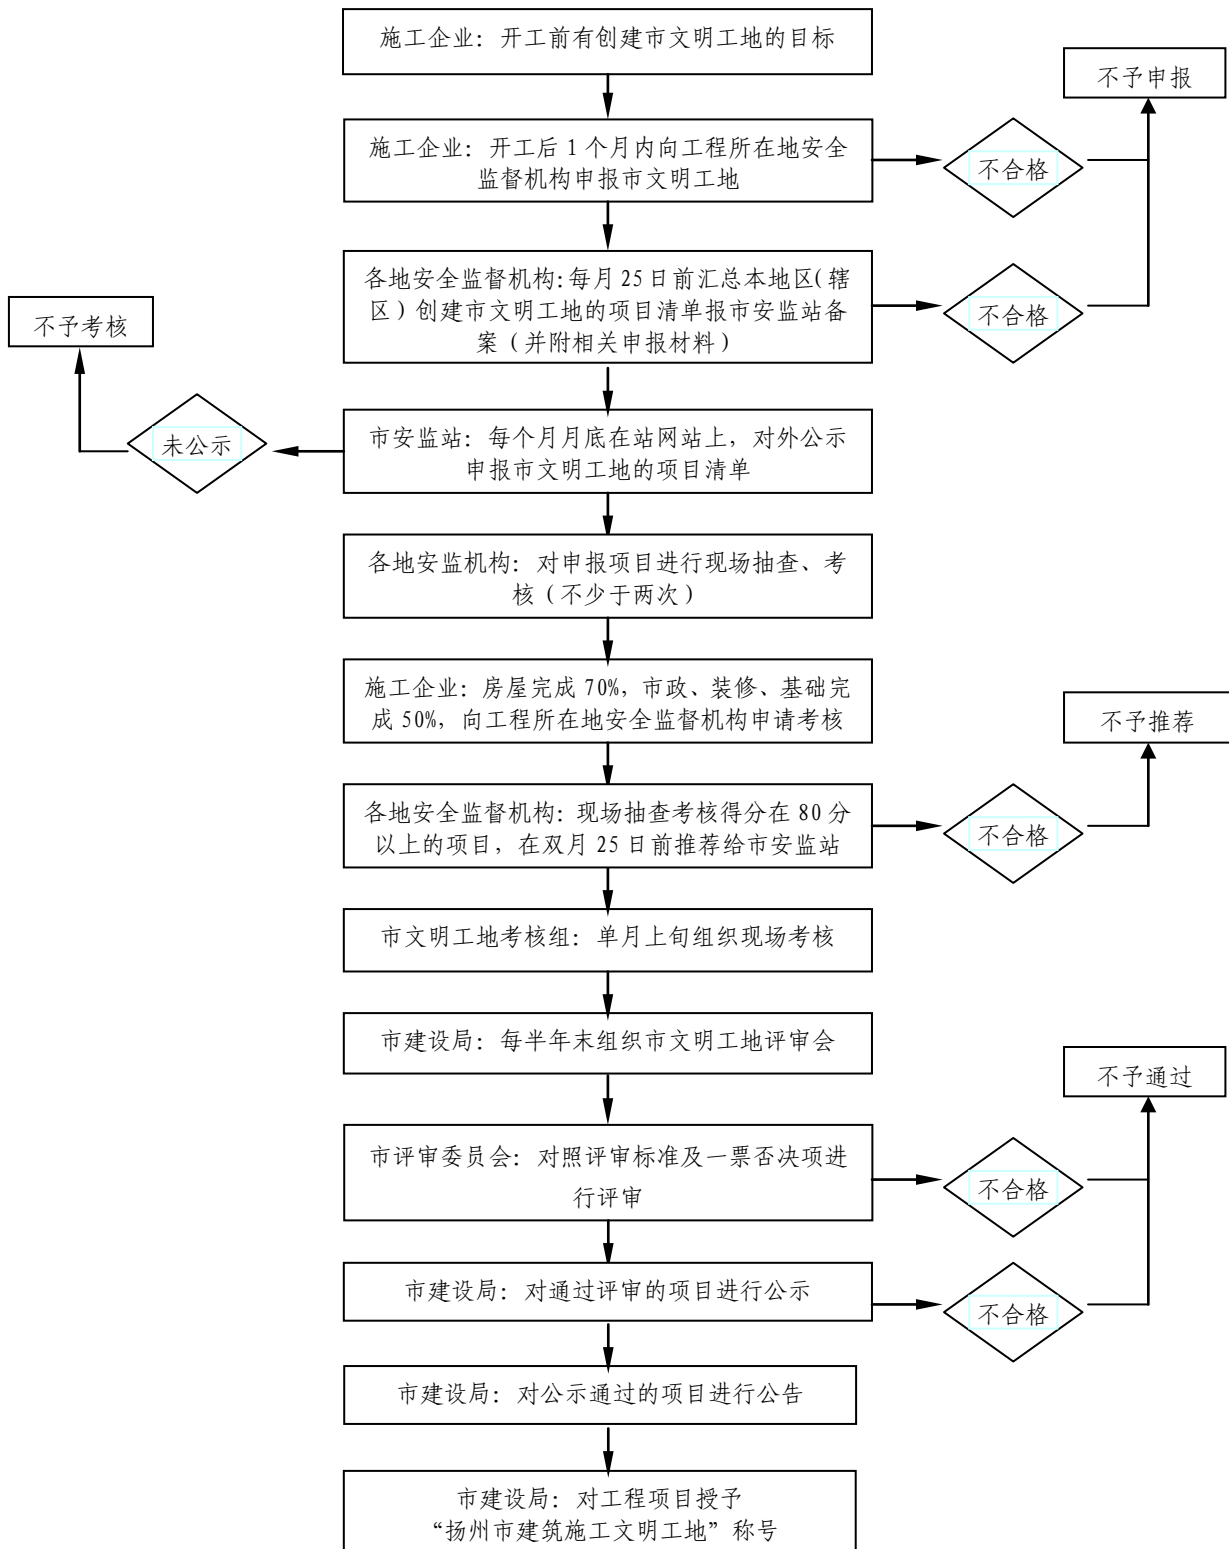 施工企业：开工前有创建市文明工地的目标
不予申报
施工企业：开工后 1 个月内向工程所在地安全
监督机构申报市文明工地
不合格
各地安全监督机构:每月 25 日前汇总本地区(辖
区）创建市文明工地的项目清单报市安监站备
案（并附相关申报材料）
不合格
不予考核
市安监站：每个月月底在站网站上，对外公示
申报市文明工地的项目清单
未公示
各地安监机构：对申报项目进行现场抽查、考
核（不少于两次）
施工企业：房屋完成 70%，市政、装修、基础完
成 50%，向工程所在地安全监督机构申请考核
不予推荐
各地安全监督机构：现场抽查考核得分在 80 分
以上的项目，在双月 25 日前推荐给市安监站
不合格
市文明工地考核组：单月上旬组织现场考核
市建设局：每半年末组织市文明工地评审会
不予通过
市评审委员会：对照评审标准及一票否决项进
行评审
不合格
市建设局：对通过评审的项目进行公示
不合格
市建设局：对公示通过的项目进行公告
市建设局：对工程项目授予
“扬州市建筑施工文明工地”称号